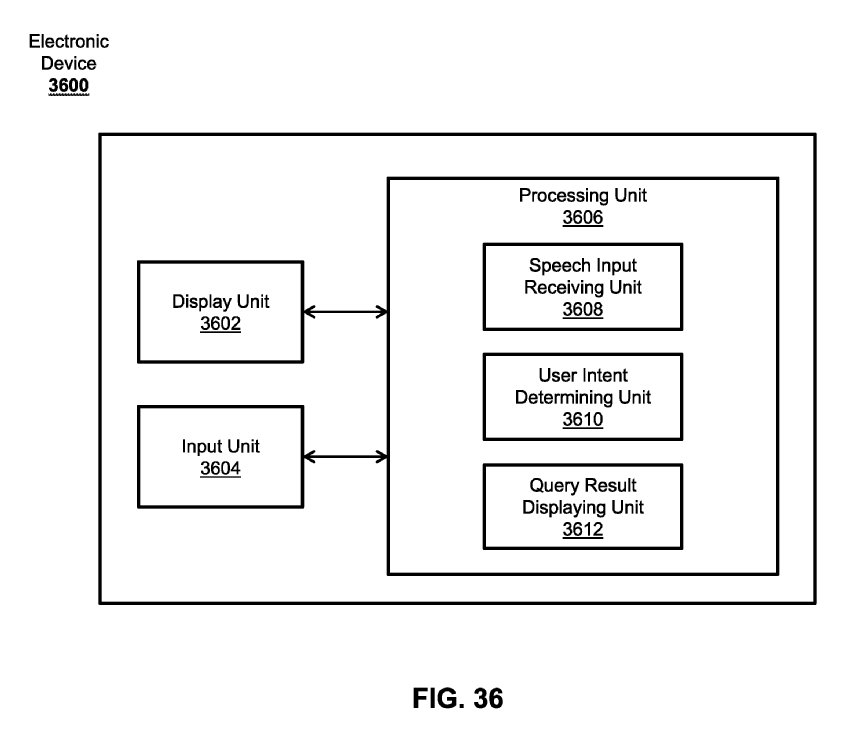 Electronic
Device
3600
Processing Unit
3606
Speech Input
Receiving Unit
3608
Display Unit
3602
User Intent
Determining Unit
3610
Input Unit
3604
Query Result
Displaying Unit
3612
FIG. 36